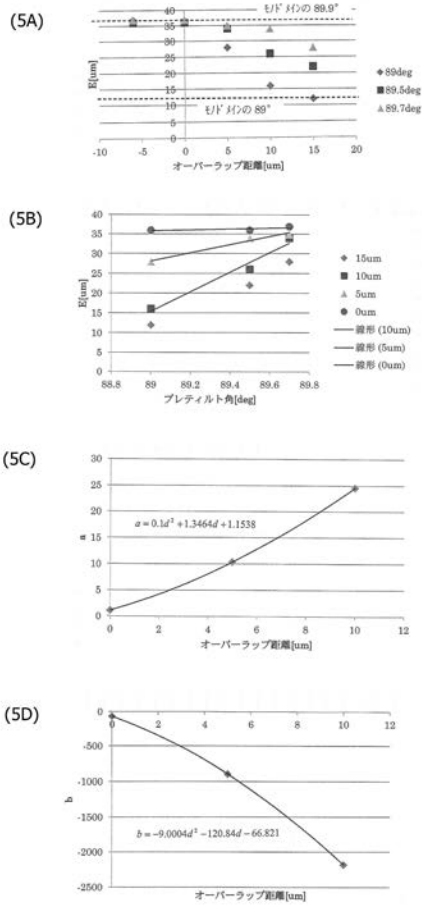 (5A)
E[um]
40
35
30
25
20
15
10
5
0
-10 -5 0 5 10 15 20
オーバーラップ距離[um]
モノドメインの 89.9°
モノドメインの 89°
89deg
89.5deg
89.7deg
(5B)
E[um]
40
35
30
25
20
15
10
5
0
88.8 89 89.2 89.4 89.6 89.8
プレティルト角[deg]
15um
10um
5um
0um
線形 (10um)
線形 (5um)
線形 (0um)
(5C)
a
30
25
20
15
10
5
0
a = 0.1d² + 1.3464d + 1.1538
0 2 4 6 8 10 12
オーバーラップ距離[um]
(5D)
b
0 2 4 6 8 10 12
0
-500
-1000
-1500
-2000
-2500
b = −9.0004d² − 120.84d − 66.821
オーバーラップ距離[um]